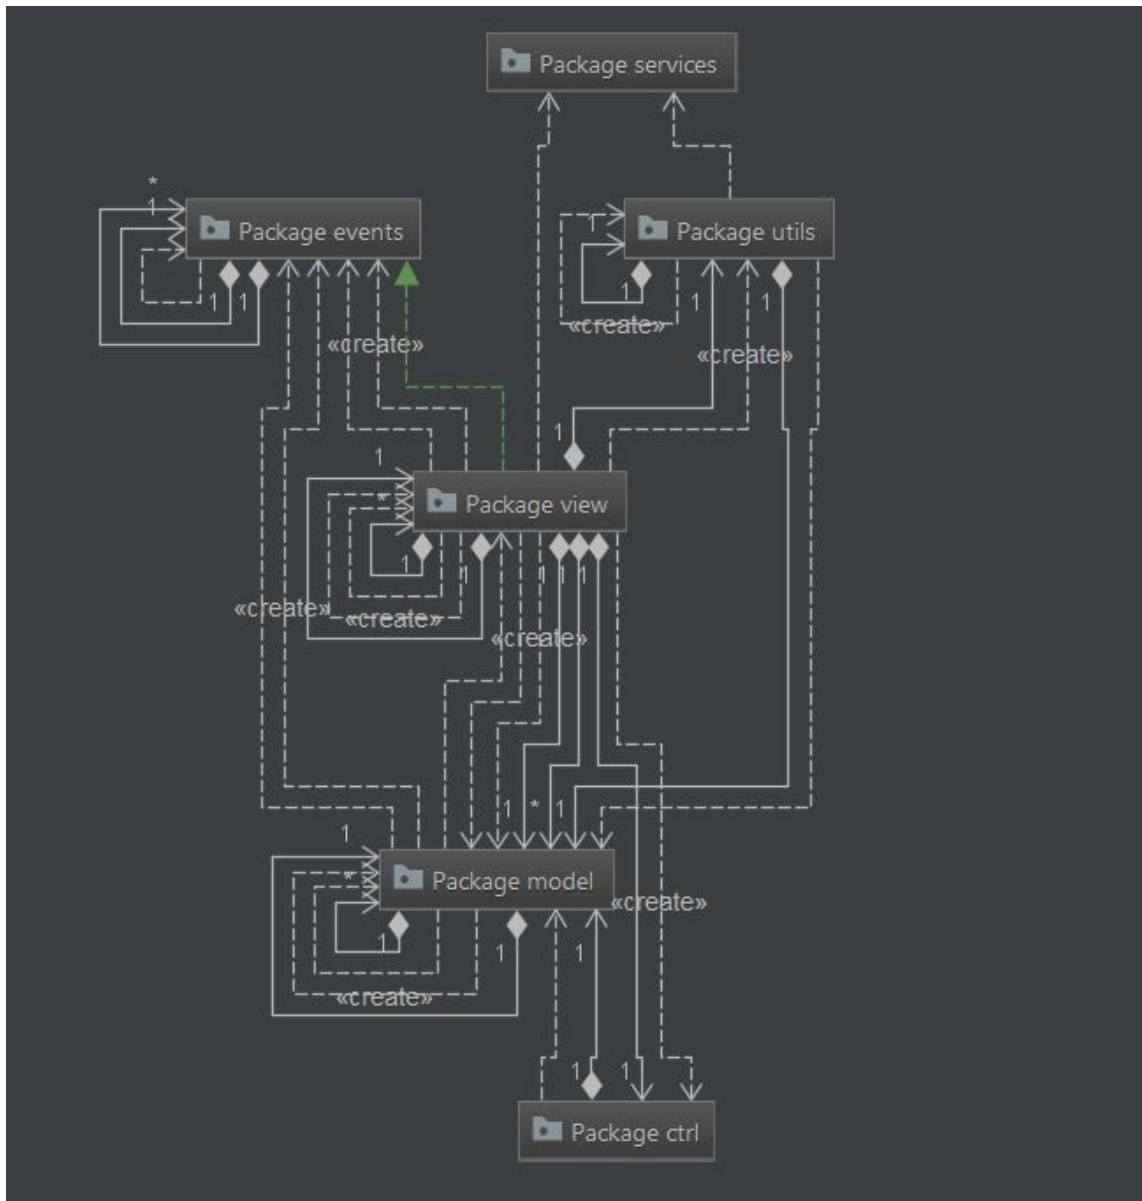 Package services
*
1
Package events
1
Package utils
1
1
1
1
«create»
1
«create»
«create»
1
1
*
Package view
1
1
1
1
1
«create»
«create»
«create»
1
*
1
1
*
Package model
«create»
1
1
1
«create»
1
1
Package ctrl